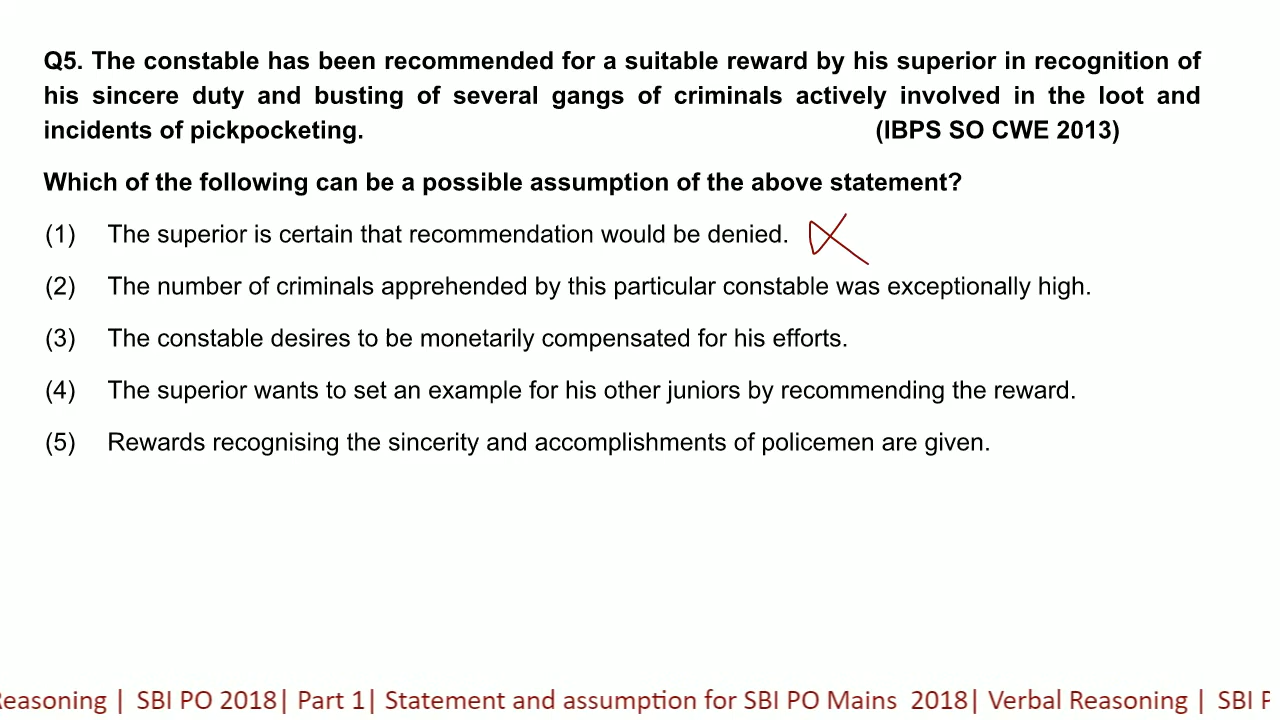 Q5. The constable has been recommended for a suitable reward by his superior in recognition of
his sincere duty and busting of several gangs of criminals actively involved in the loot and
incidents of pickpocketing. (IBPS SO CWE 2013)
Which of the following can be a possible assumption of the above statement?
(1) The superior is certain that recommendation would be denied.
(2) The number of criminals apprehended by this particular constable was exceptionally high.
(3) The constable desires to be monetarily compensated for his efforts.
(4) The superior wants to set an example for his other juniors by recommending the reward.
(5) Rewards recognising the sincerity and accomplishments of policemen are given.
Reasoning | SBI PO 2018| Part 1| Statement and assumption for SBI PO Mains 2018| Verbal Reasoning | SBI P